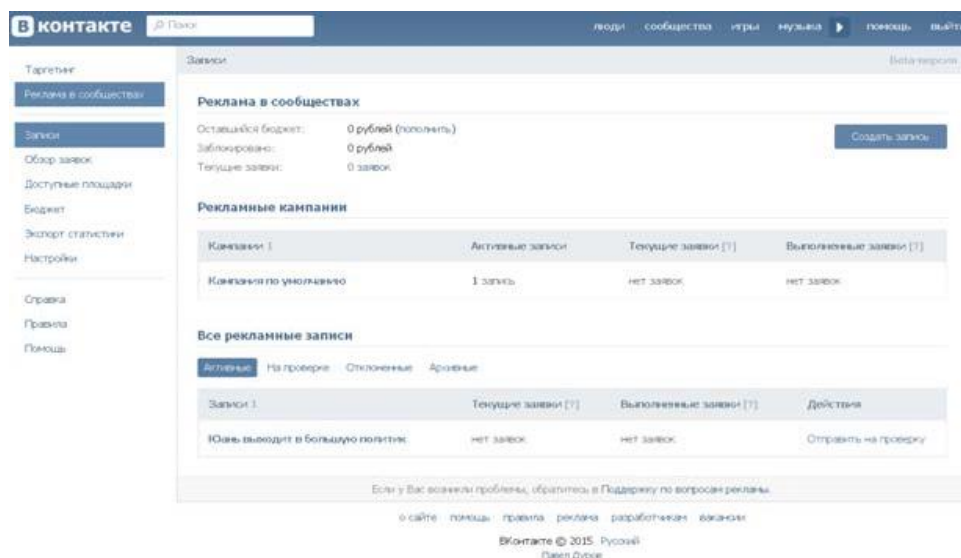 В контакте Поиск люди сообщества игры музыка помощь выйти
Таргетинг
Реклама в сообществах
Записи
Обзор заявок
Доступные площадки
Бюджет
Экспорт статистики
Настройки
Справка
Правила
Помощь
Записи Beta-версия
Реклама в сообществах
Оставшийся бюджет: 0 рублей (пополнить)
Заблокировано: 0 рублей
Текущие заявки: 0 заявок
Создать запись
Рекламные кампании
Кампании Активные записи Текущие заявки [?] Выполненные заявки [?]
Кампания по умолчанию 1 запись нет заявок нет заявок
Все рекламные записи
Активные На проверке Отклоненные Архивные
Записи Текущие заявки [?] Выполненные заявки [?] Действия
Юань выходит в большую политик нет заявок нет заявок Отправить на проверку
Если у Вас возникли проблемы, обратитесь в Поддержку по вопросам рекламы.
о сайте помощь правила реклама разработчикам вакансии
ВКонтакте © 2015 Русский
Павел Дуров